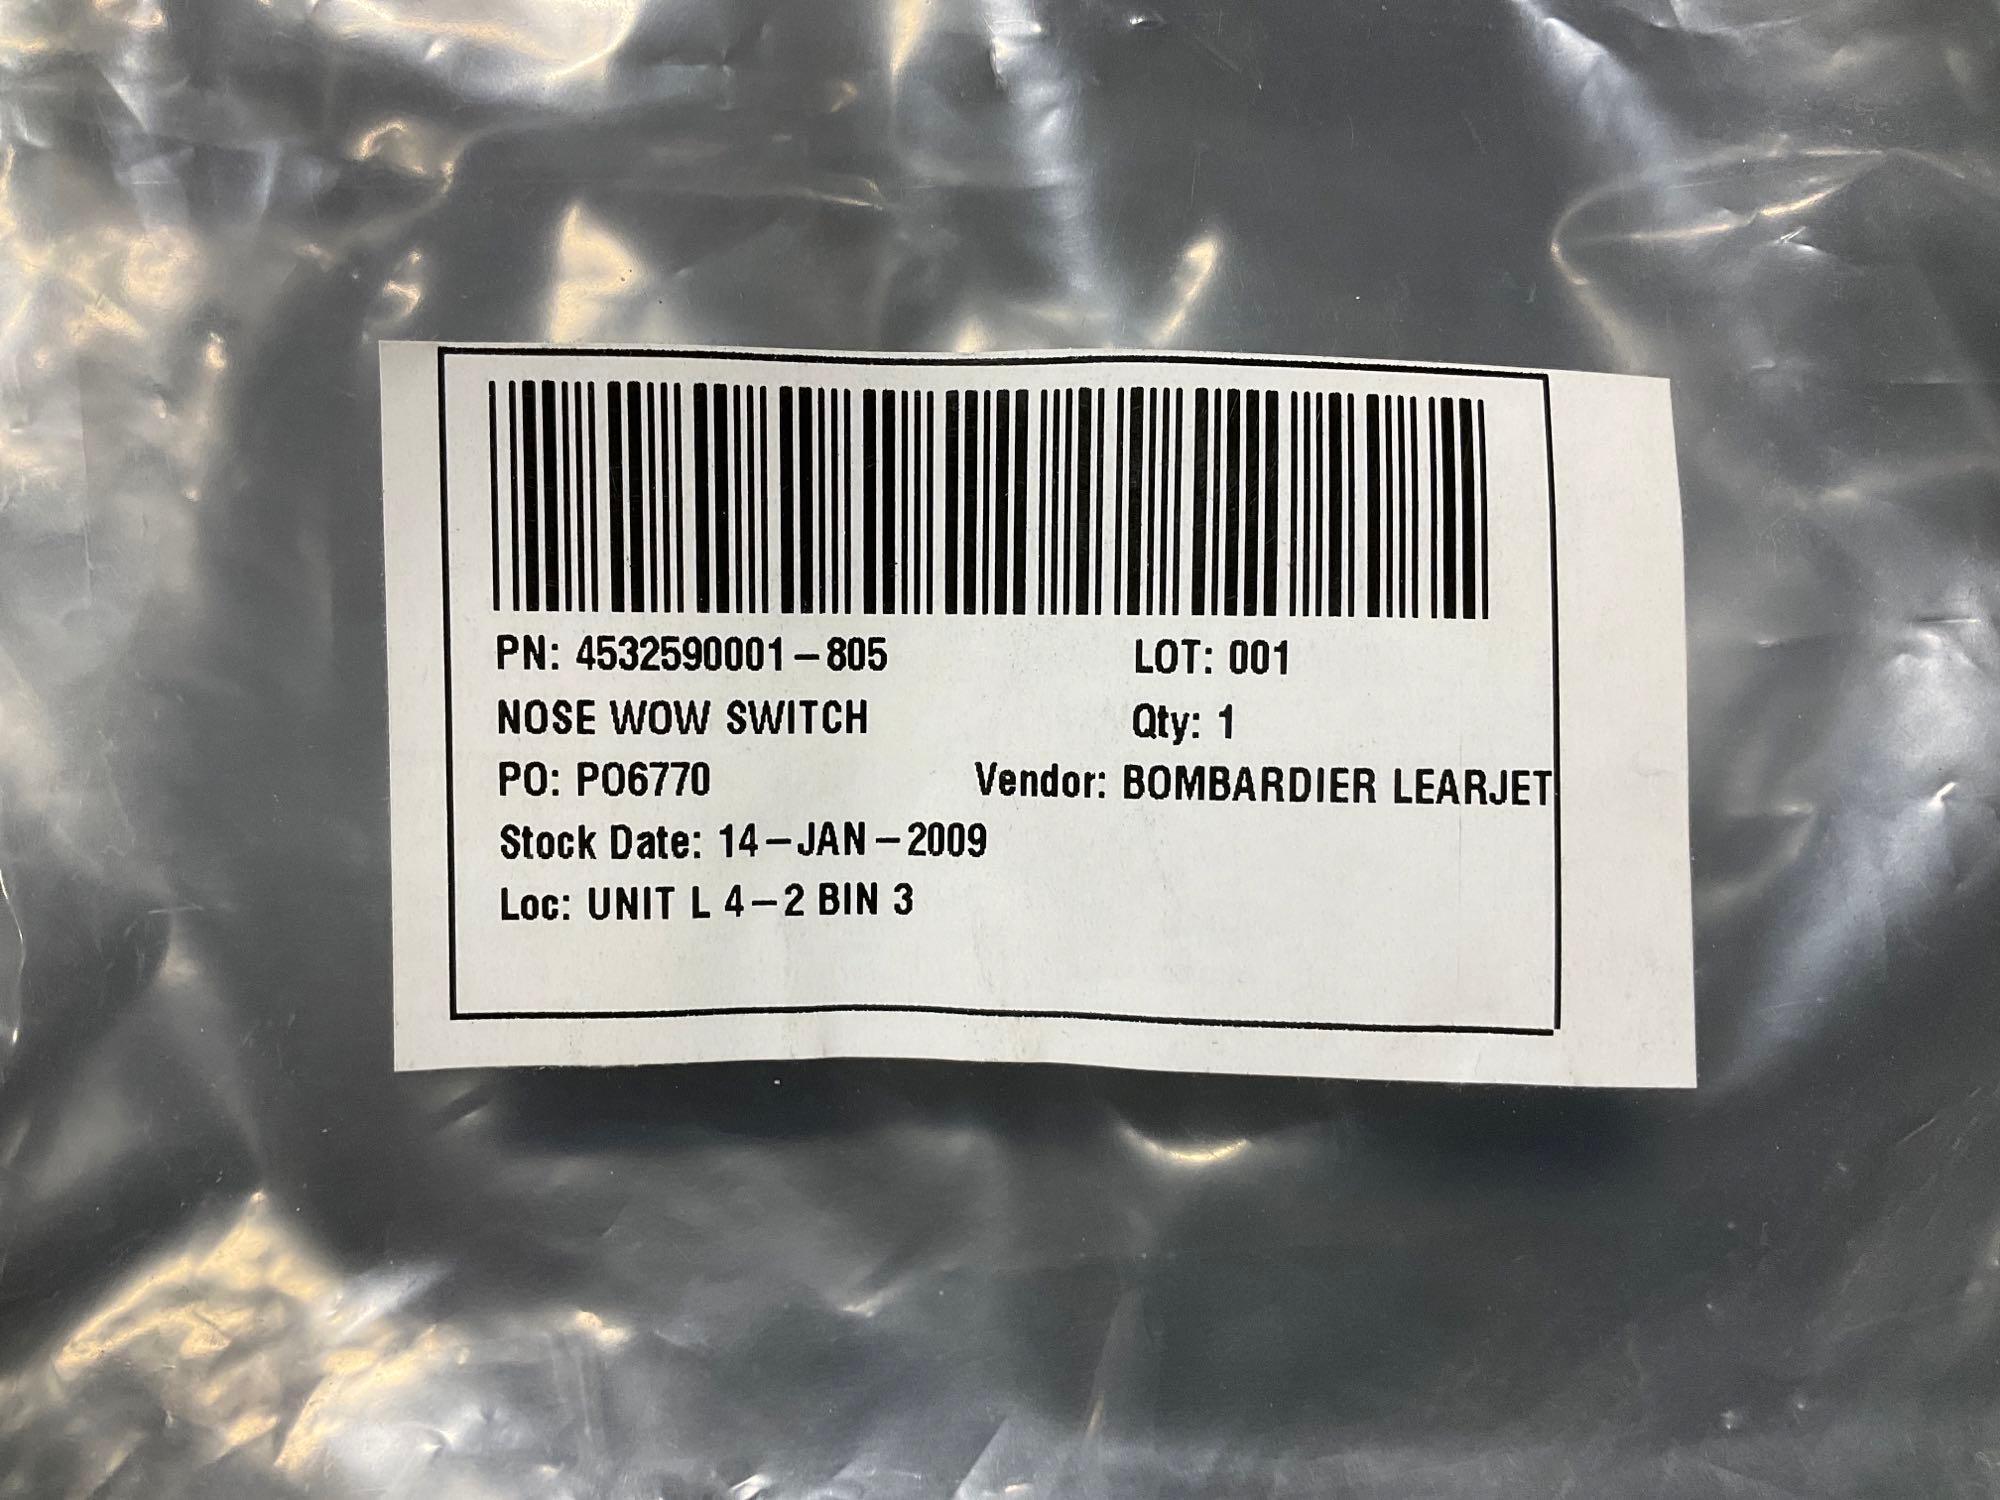 PN: 4532590001-805 LOT: 001
NOSE WOW SWITCH Qty: 1
PO: PO6770 Vendor: BOMBARDIER LEARJET
Stock Date: 14-JAN-2009
Loc: UNIT L 4-2 BIN 3